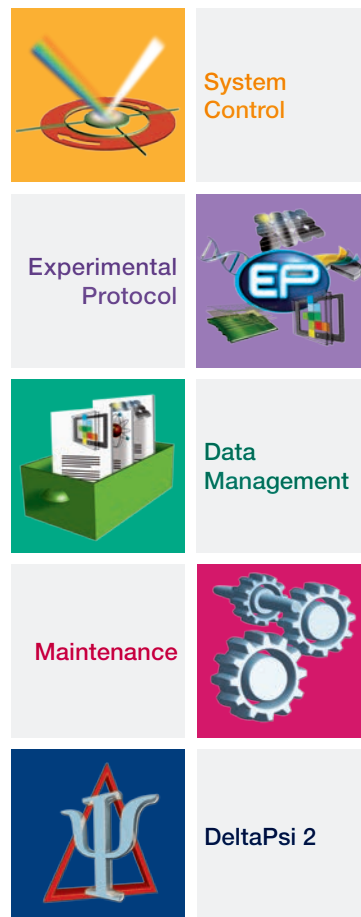 System
Control
Experimental
Protocol
EP
Data
Management
Maintenance
Ψ
DeltaPsi 2